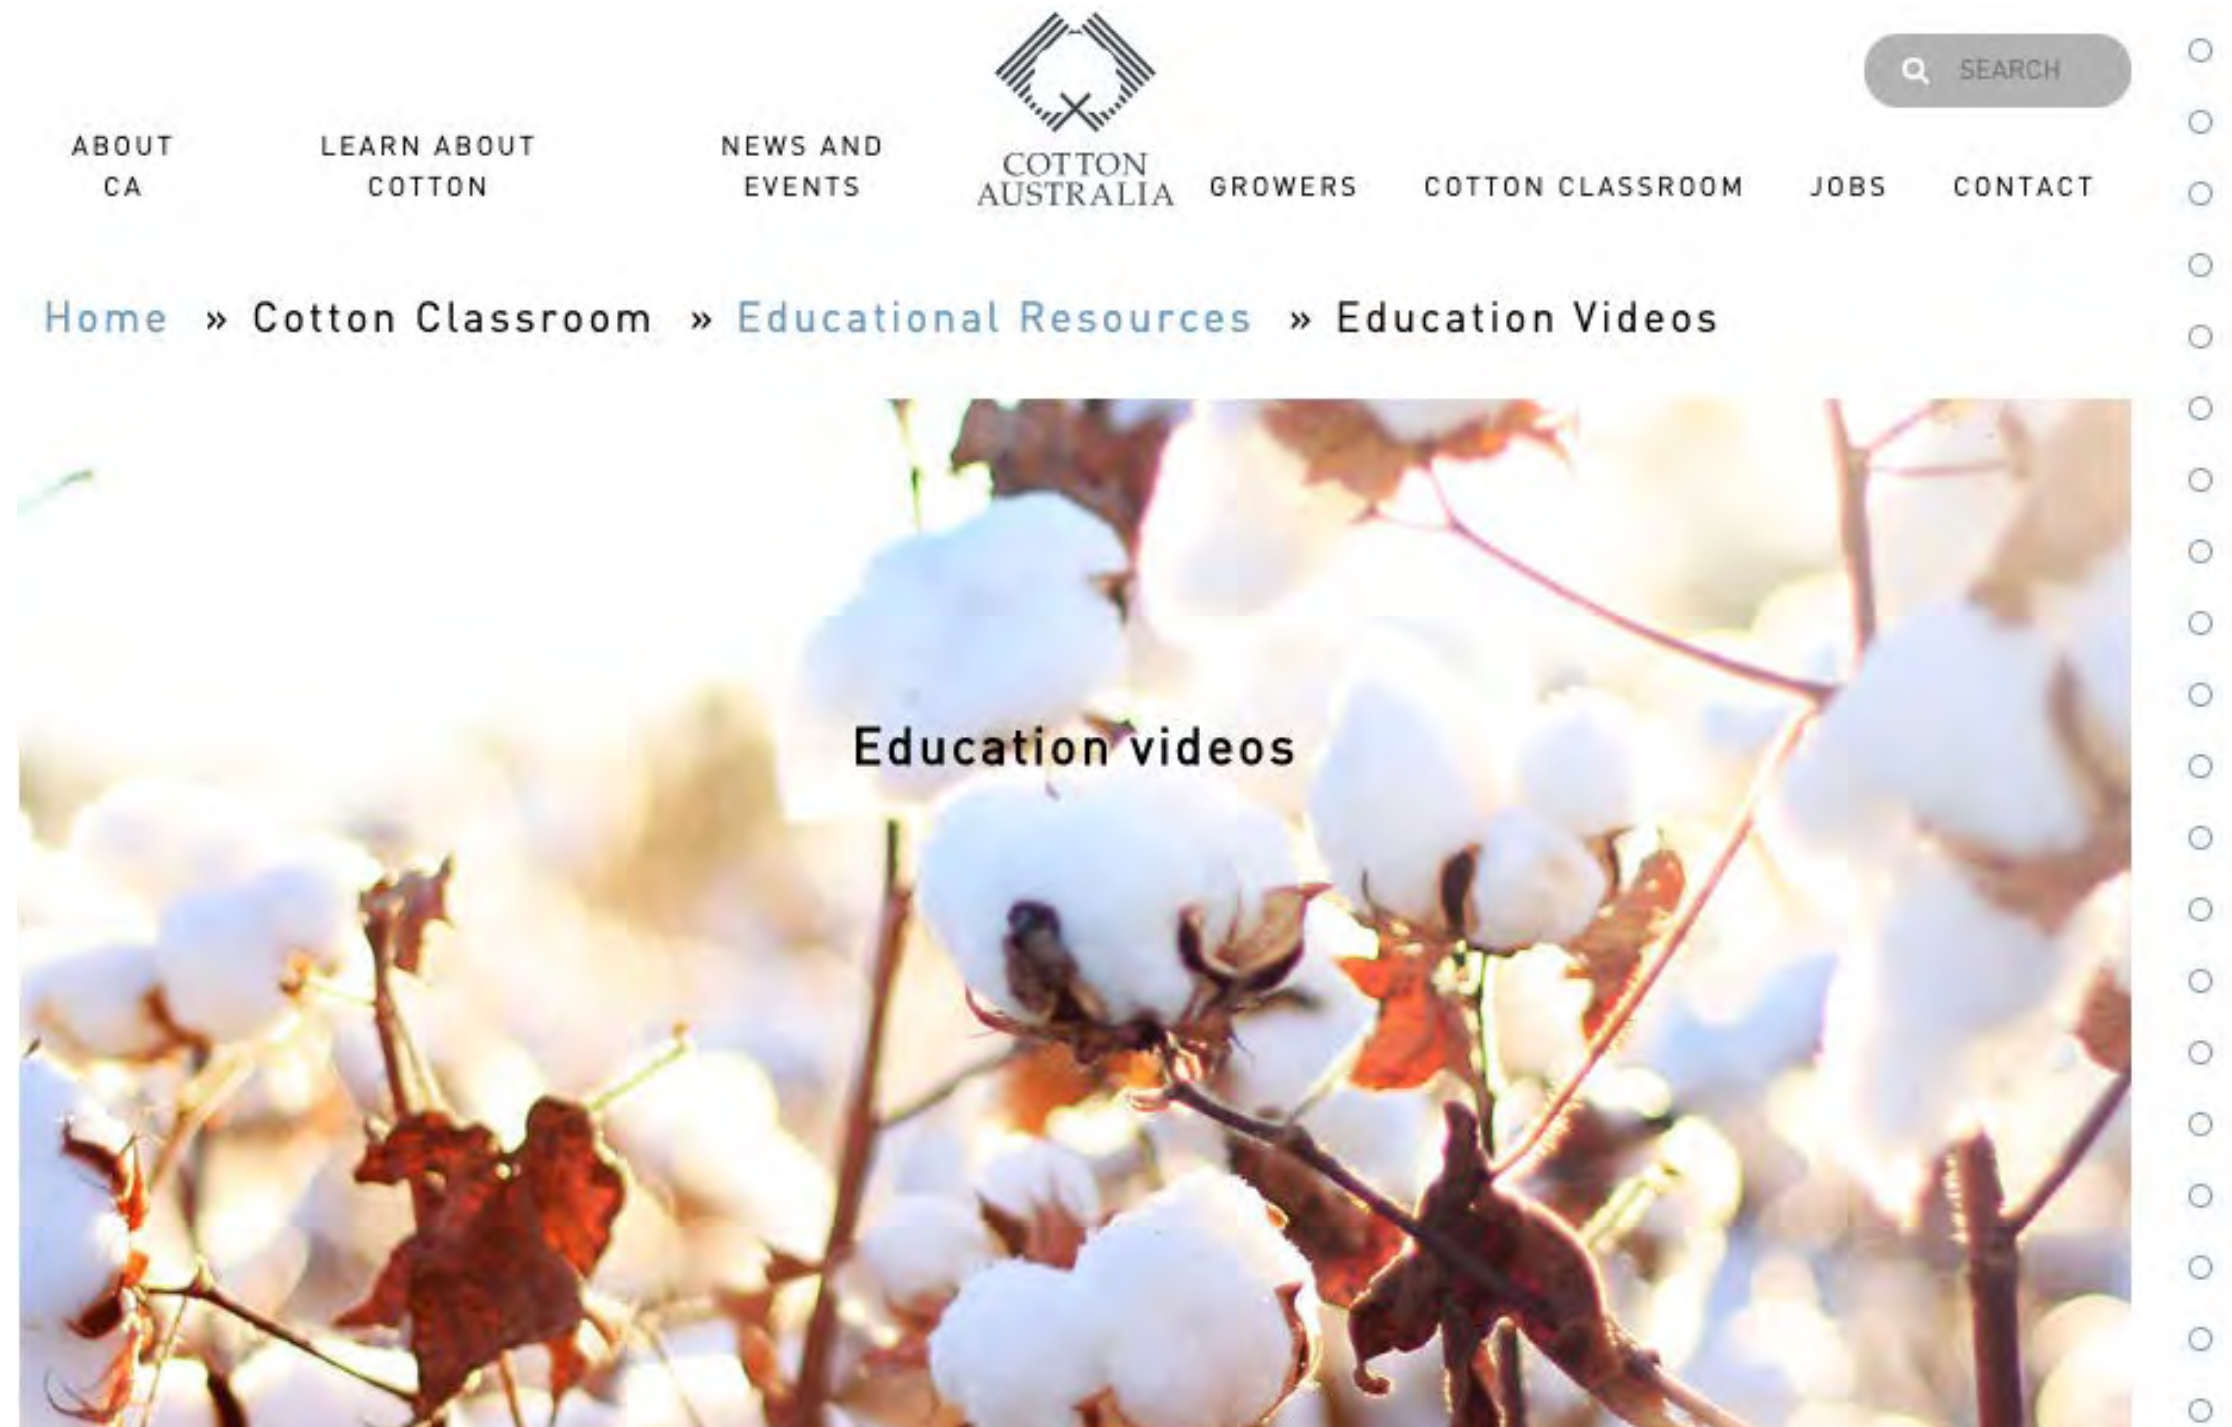 SEARCH
ABOUT
CA
LEARN ABOUT
COTTON
NEWS AND
EVENTS
COTTON
AUSTRALIA
GROWERS
COTTON CLASSROOM
JOBS
CONTACT
Home » Cotton Classroom » Educational Resources » Education Videos
Education videos